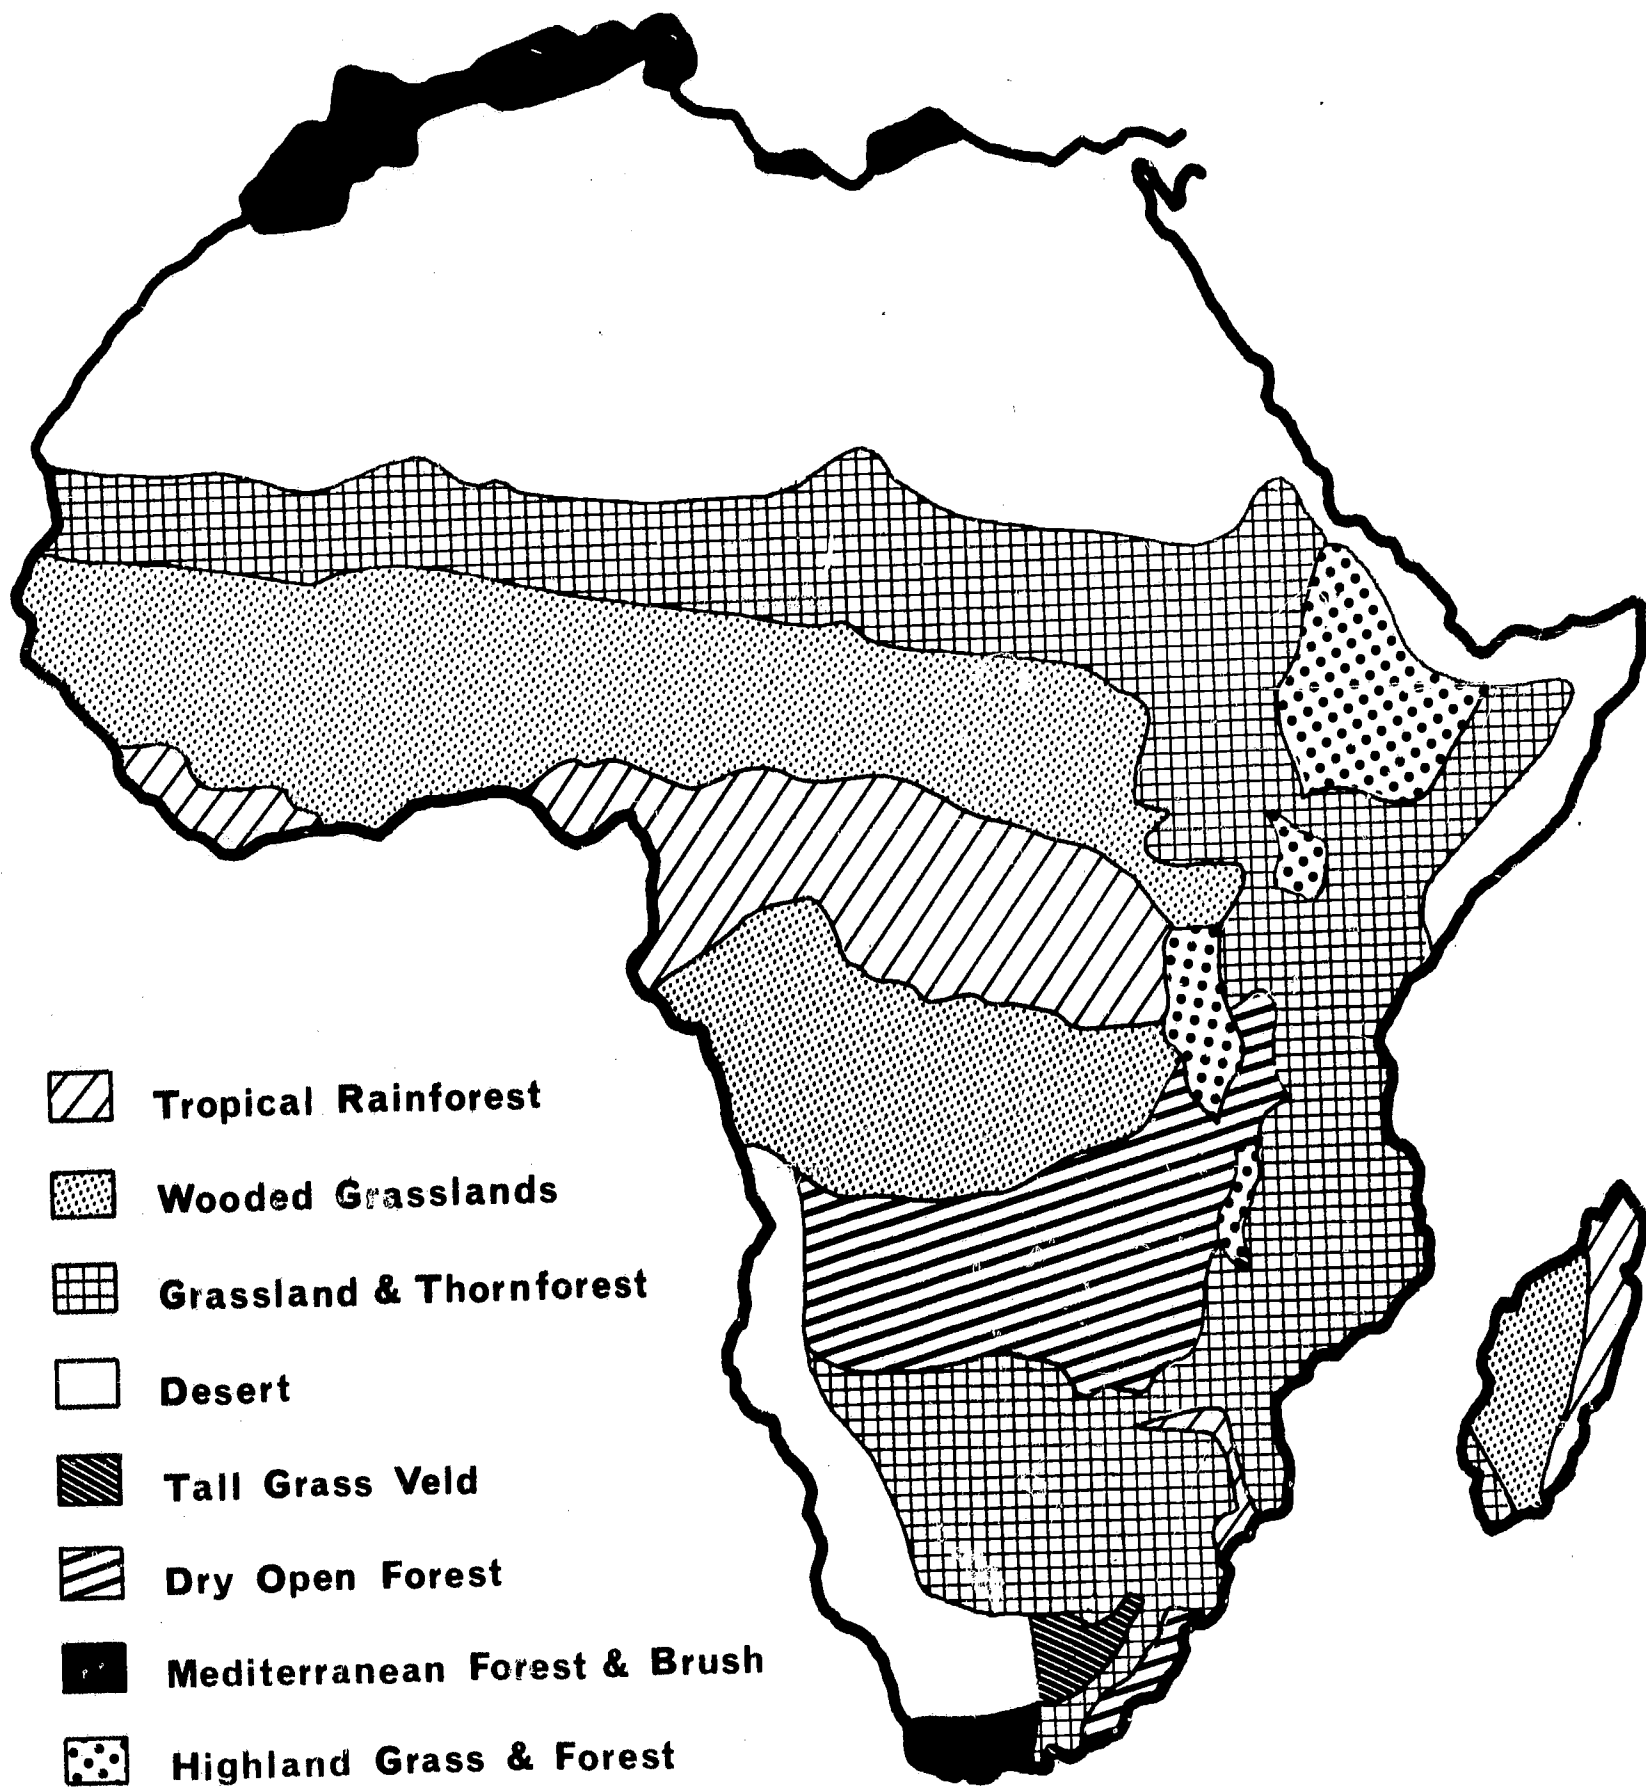 Tropical Rainforest
Wooded Grasslands
Grassland & Thornforest
Desert
Tall Grass Veld
Dry Open Forest
Mediterranean Forest & Brush
Highland Grass & Forest